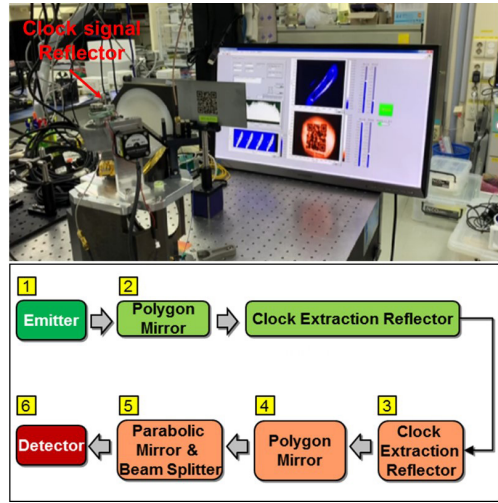 Clock signal
Reflector
1
2
Emitter
Polygon
Mirror
Clock Extraction Reflector
6
5
4
3
Detector
Parabolic
Mirror &
Beam Splitter
Polygon
Mirror
Clock
Extraction
Reflector